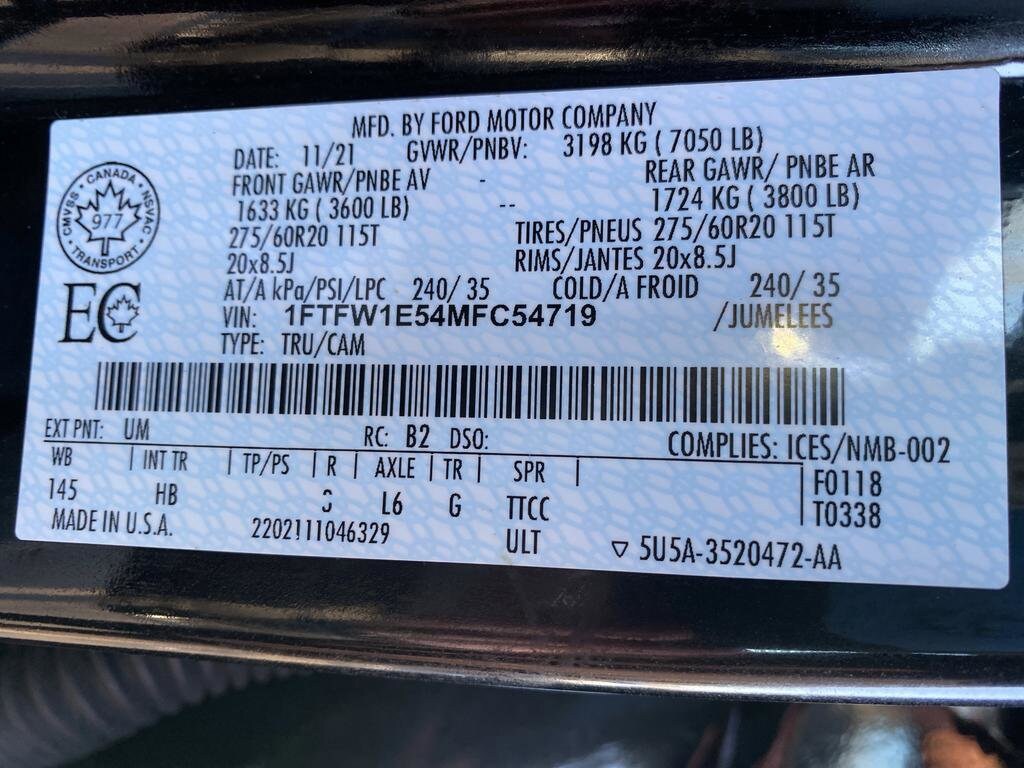 MFD. BY FORD MOTOR COMPANY
DATE: 11/21 GVWR/PNBV: 3198 KG ( 7050 LB)
FRONT GAWR/PNBE AV - REAR GAWR/ PNBE AR
1633 KG ( 3600 LB) -- 1724 KG ( 3800 LB)
275/60R20 115T TIRES/PNEUS 275/60R20 115T
20x8.5J RIMS/JANTES 20x8.5J
AT/A kPa/PSI/LPC 240/ 35 COLD/A FROID 240/ 35
VIN: 1FTFW1E54MFC54719 /JUMELEES
TYPE: TRU/CAM
CANADA
CMVSS NSVAC
977
TRANSPORT
EC
EXT PNT: UM RC: B2 DSO: COMPLIES: ICES/NMB-002
WB | INT TR | TP/PS | R | AXLE | TR | SPR | F0118
145 HB L6 G TTCC T0338
MADE IN U.S.A. 2202111046329 ULT ▽ 5U5A-3520472-AA